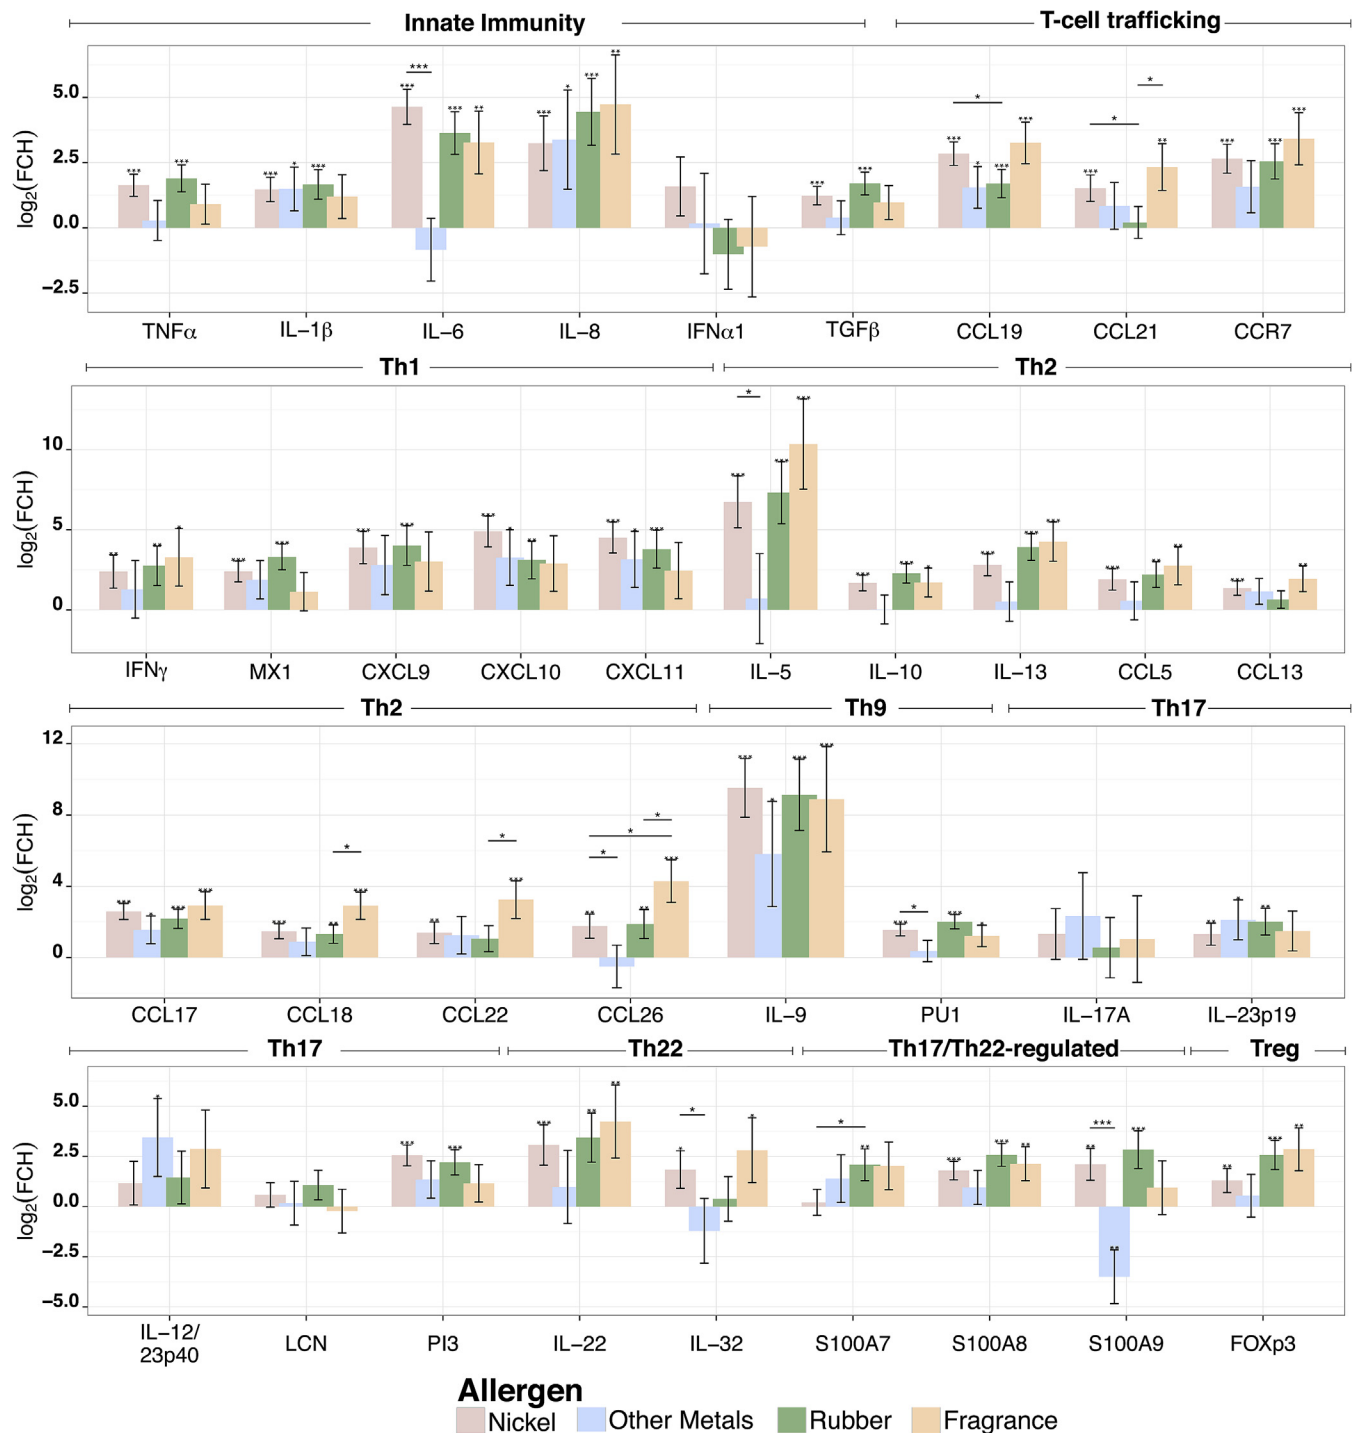 Innate Immunity T-cell trafficking
log2(FCH)
5.0
2.5
0.0
−2.5
*** *** *** *** * *** *** *** ** *** * *** ** *** *** *** * *** *** * *** * * *** ** *** *** ***
TNFα IL−1β IL−6 IL−8 IFNα1 TGFβ CCL19 CCL21 CCR7
Th1 Th2
log2(FCH)
10
5
0
IFNγ MX1 CXCL9 CXCL10 CXCL11 IL−5 IL−10 IL−13 CCL5 CCL13
Th2 Th9 Th17
log2(FCH)
12
8
4
0
CCL17 CCL18 CCL22 CCL26 IL−9 PU1 IL−17A IL−23p19
Th17 Th22 Th17/Th22-regulated Treg
log2(FCH)
5.0
2.5
0.0
−2.5
−5.0
IL−12/
23p40
LCN PI3 IL−22 IL−32 S100A7 S100A8 S100A9 FOXp3
Allergen
Nickel Other Metals Rubber Fragrance